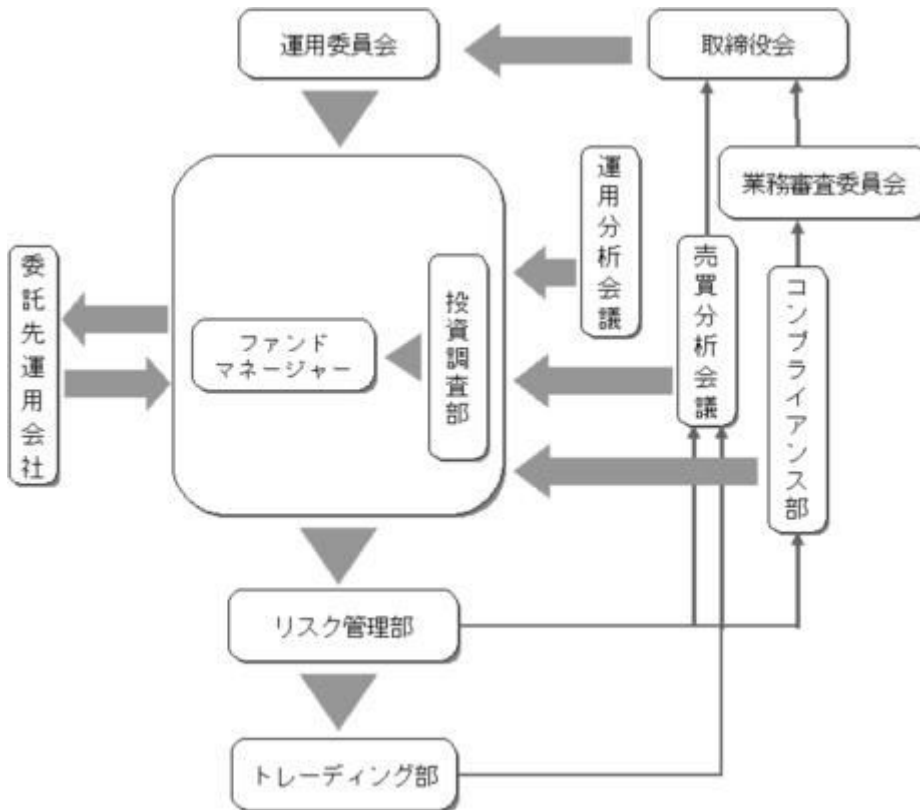 運用委員会
取締役会
業務審査委員会
運用分析会議
売買分析会議
コンプライアンス部
委託先運用会社
投資調査部
ファンド
マネージャー
リスク管理部
トレーディング部